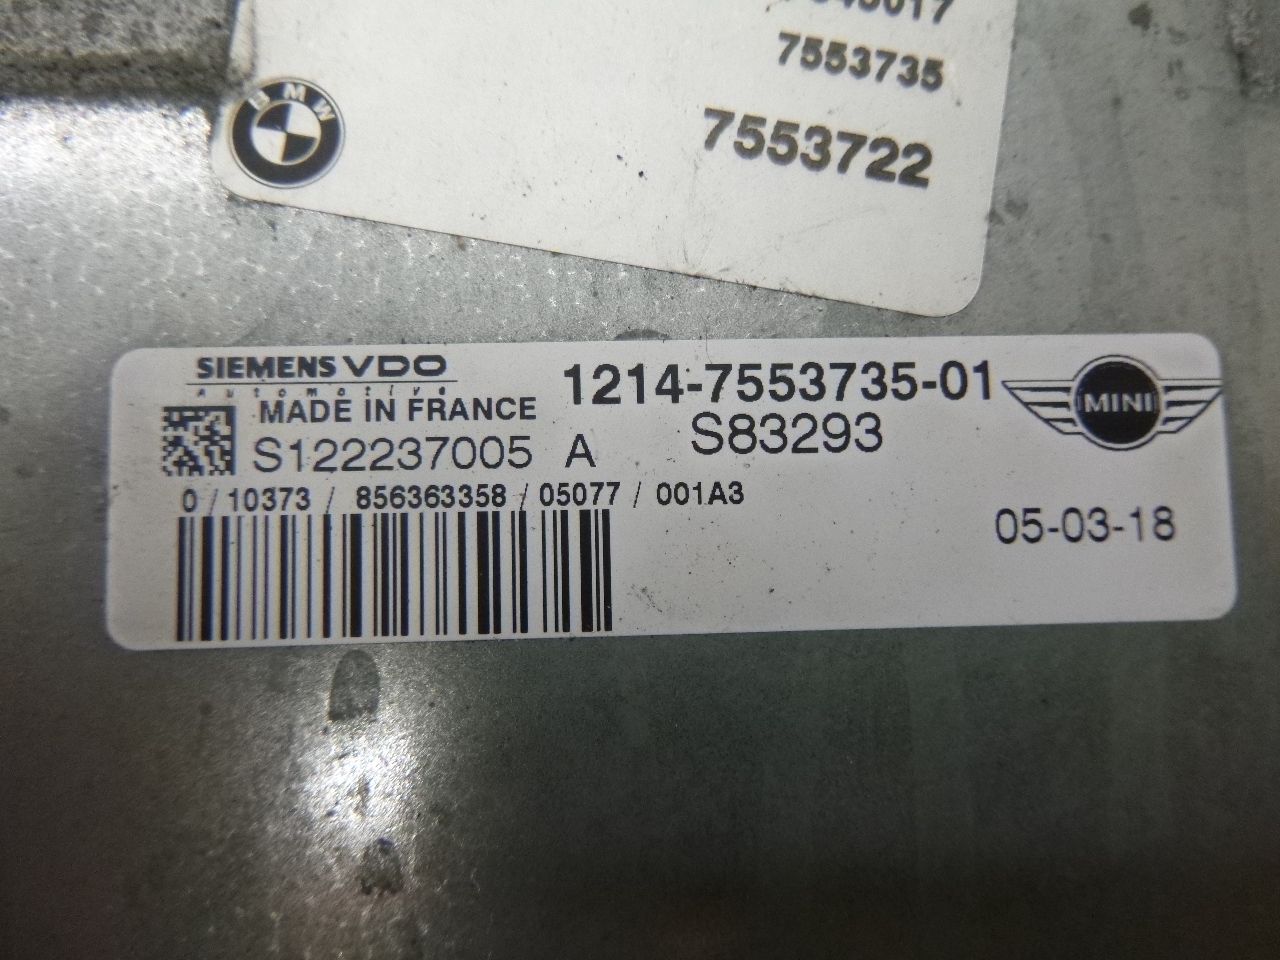 7553735
7553722
BMW
SIEMENS VDO
Automotive
1214-7553735-01
MINI
MADE IN FRANCE
S122237005 A
S83293
0 / 10373 / 856363358 / 05077 / 001A3
05-03-18